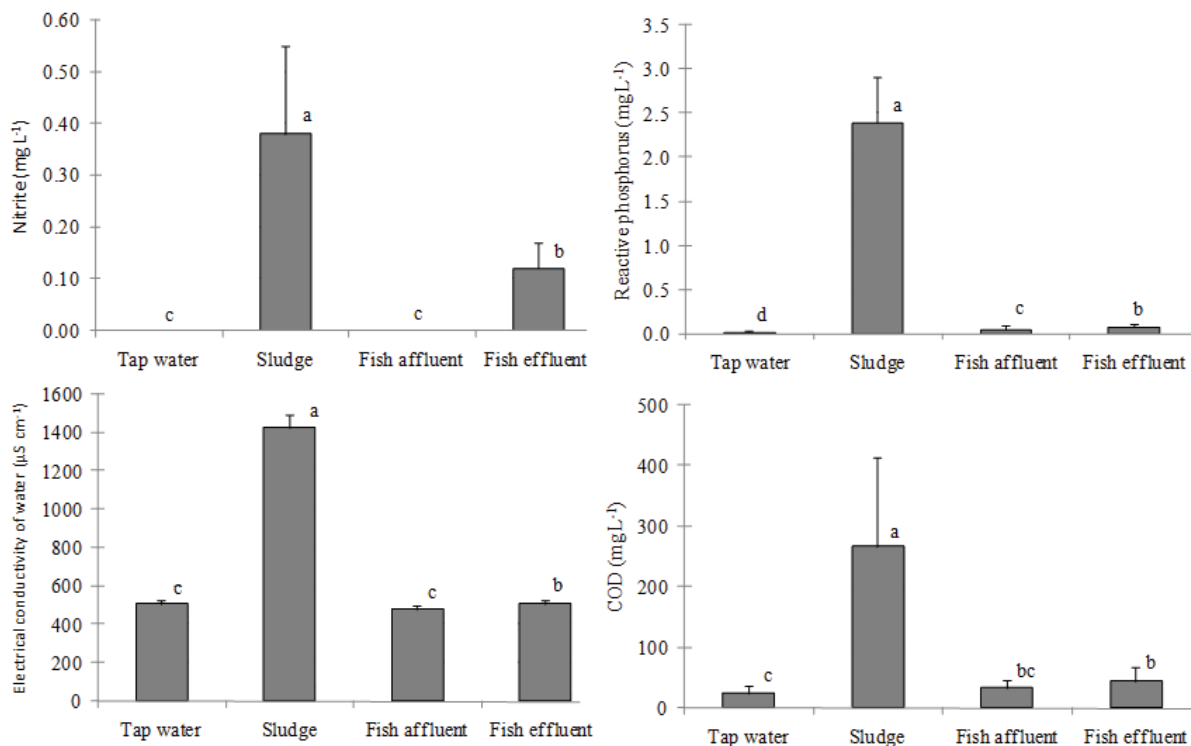 Nitrite (mg L⁻¹)
0.60
0.50
0.40
0.30
0.20
0.10
0.00
c
a
c
b
Tap water Sludge Fish affluent Fish effluent
Reactive phosphorus (mgL⁻¹)
3.5
3.0
2.5
2.0
1.5
1.0
0.5
0.0
d
a
c
b
Tap water Sludge Fish affluent Fish effluent
Electrical conductivity of water (µS cm⁻¹)
1600
1400
1200
1000
800
600
400
200
0
c
a
c
b
Tap water Sludge Fish affluent Fish effluent
COD (mgL⁻¹)
500
400
300
200
100
0
c
a
bc
b
Tap water Sludge Fish affluent Fish effluent